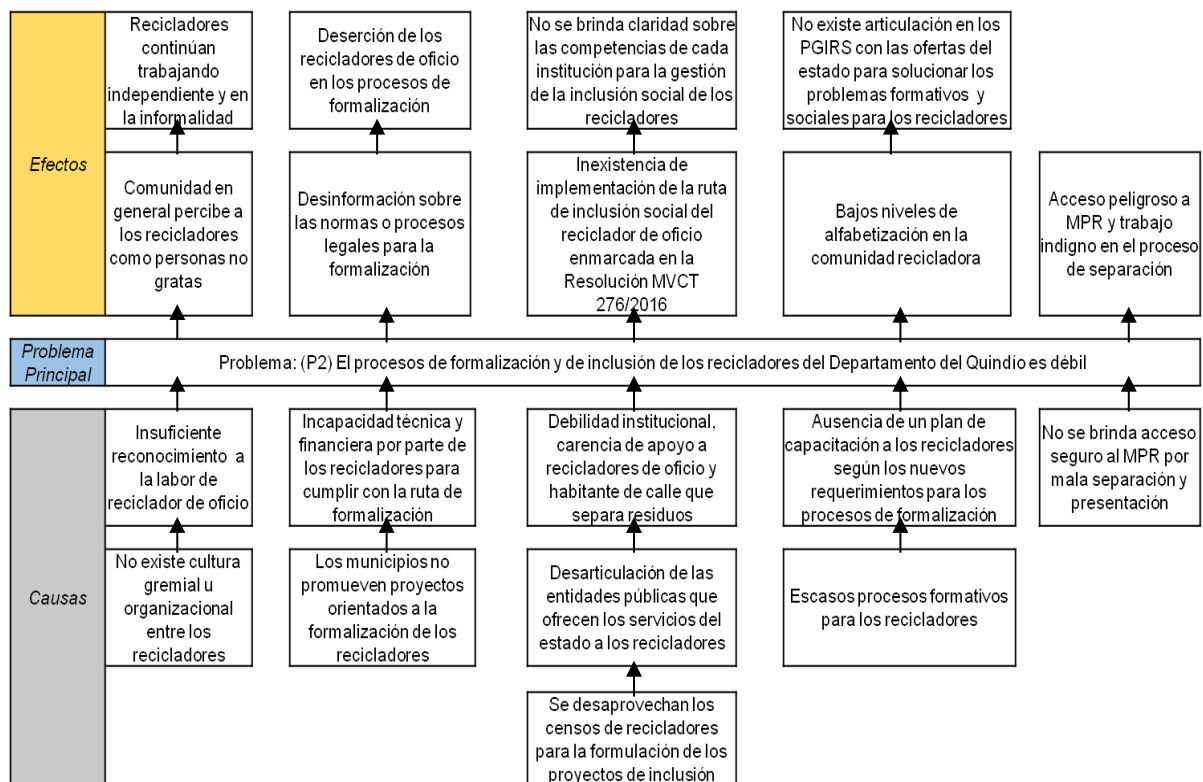 Efectos
Recicladores
continúan
trabajando
independiente y en
la informalidad
Deserción de los
recicladores de oficio
en los procesos de
formalización
No se brinda claridad sobre
las competencias de cada
institución para la gestión
de la inclusión social de los
recicladores
No existe articulación en los
PGIRS con las ofertas del
estado para solucionar los
problemas formativos y
sociales para los recicladores
Comunidad en
general percibe a
los recicladores
como personas no
gratas
Desinformación sobre
las normas o procesos
legales para la
formalización
Inexistencia de
implementación de la ruta
de inclusión social del
reciclador de oficio
enmarcada en la
Resolución MVCT
276/2016
Bajos niveles de
alfabetización en la
comunidad recicladora
Acceso peligroso a
MPR y trabajo
indigno en el proceso
de separación
Problema
Principal
Problema: (P2) El procesos de formalización y de inclusión de los recicladores del Departamento del Quindío es débil
Causas
Insuficiente
reconocimiento a
la labor de
reciclador de oficio
Incapacidad técnica y
financiera por parte de
los recicladores para
cumplir con la ruta de
formalización
Debilidad institucional,
carencia de apoyo a
recicladores de oficio y
habitante de calle que
separa residuos
Ausencia de un plan de
capacitación a los recicladores
según los nuevos
requerimientos para los
procesos de formalización
No se brinda acceso
seguro al MPR por
mala separación y
presentación
No existe cultura
gremial u
organizacional
entre los
recicladores
Los municipios no
promueven proyectos
orientados a la
formalización de los
recicladores
Desarticulación de las
entidades públicas que
ofrecen los servicios del
estado a los recicladores
Escasos procesos formativos
para los recicladores
Se desaprovechan los
censos de recicladores
para la formulación de los
proyectos de inclusión